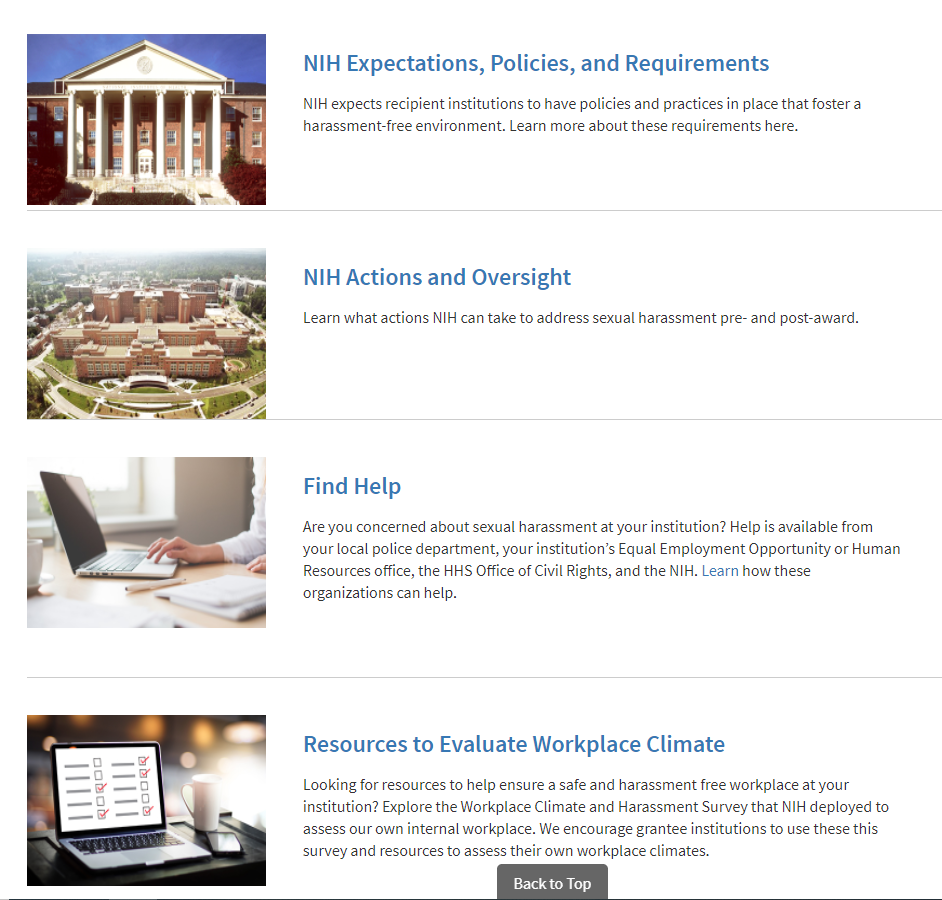 NIH Expectations, Policies, and Requirements
NIH expects recipient institutions to have policies and practices in place that foster a
harassment-free environment. Learn more about these requirements here.
NIH Actions and Oversight
Learn what actions NIH can take to address sexual harassment pre- and post-award.
Find Help
Are you concerned about sexual harassment at your institution? Help is available from
your local police department, your institution’s Equal Employment Opportunity or Human
Resources office, the HHS Office of Civil Rights, and the NIH. Learn how these
organizations can help.
Resources to Evaluate Workplace Climate
Looking for resources to help ensure a safe and harassment free workplace at your
institution? Explore the Workplace Climate and Harassment Survey that NIH deployed to
assess our own internal workplace. We encourage grantee institutions to use these this
survey and resources to assess their own workplace climates.
Back to Top